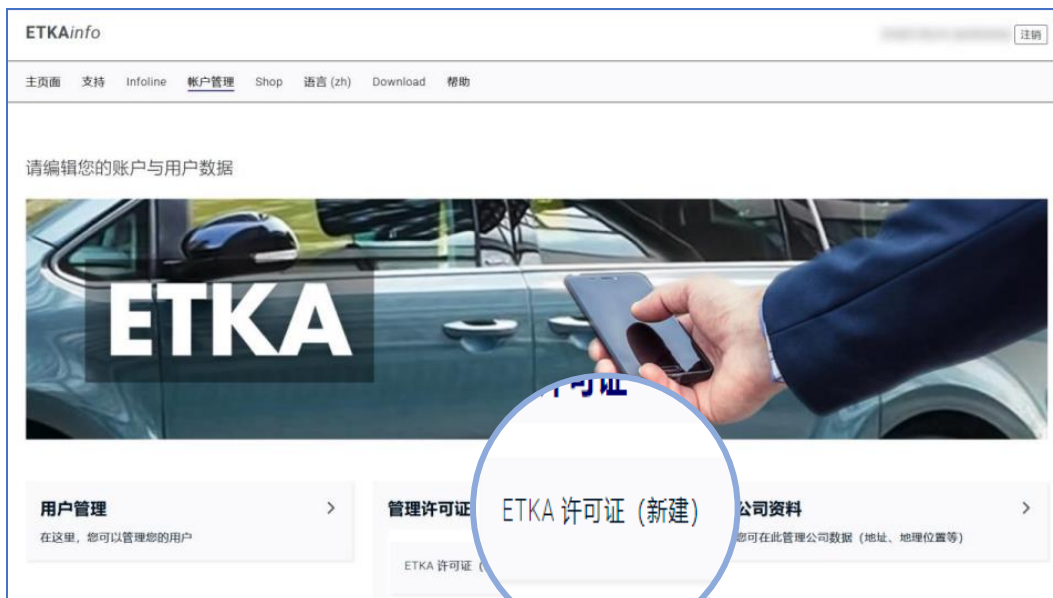 ETKAinfo
注销
主页面 支持 Infoline 帐户管理 Shop 语言 (zh) Download 帮助
请编辑您的账户与用户数据
ETKA
许可证
用户管理
在这里，您可以管理您的用户
管理许可证
ETKA 许可证 (
ETKA 许可证（新建）
公司资料
您可在此管理公司数据（地址、地理位置等）